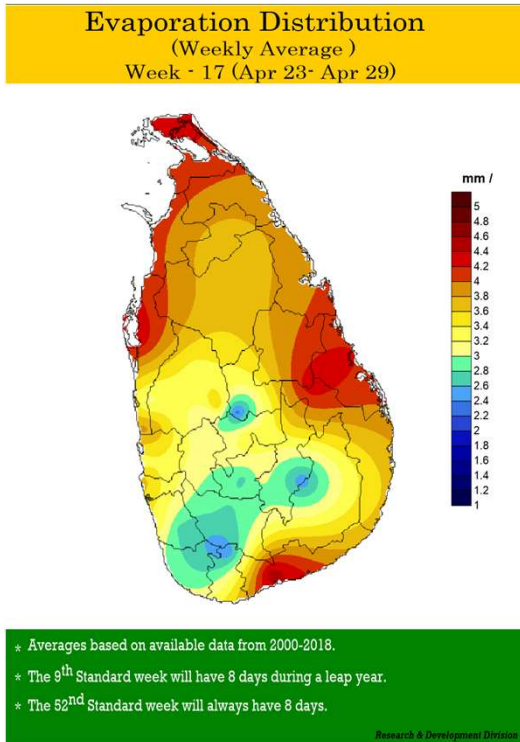 Evaporation Distribution
(Weekly Average )
Week - 17 (Apr 23- Apr 29)
mm /
5
4.8
4.6
4.4
4.2
4
3.8
3.6
3.4
3.2
3
2.8
2.6
2.4
2.2
2
1.8
1.6
1.4
1.2
1
* Averages based on available data from 2000-2018.
* The 9th Standard week will have 8 days during a leap year.
* The 52nd Standard week will always have 8 days.
Research & Development Division